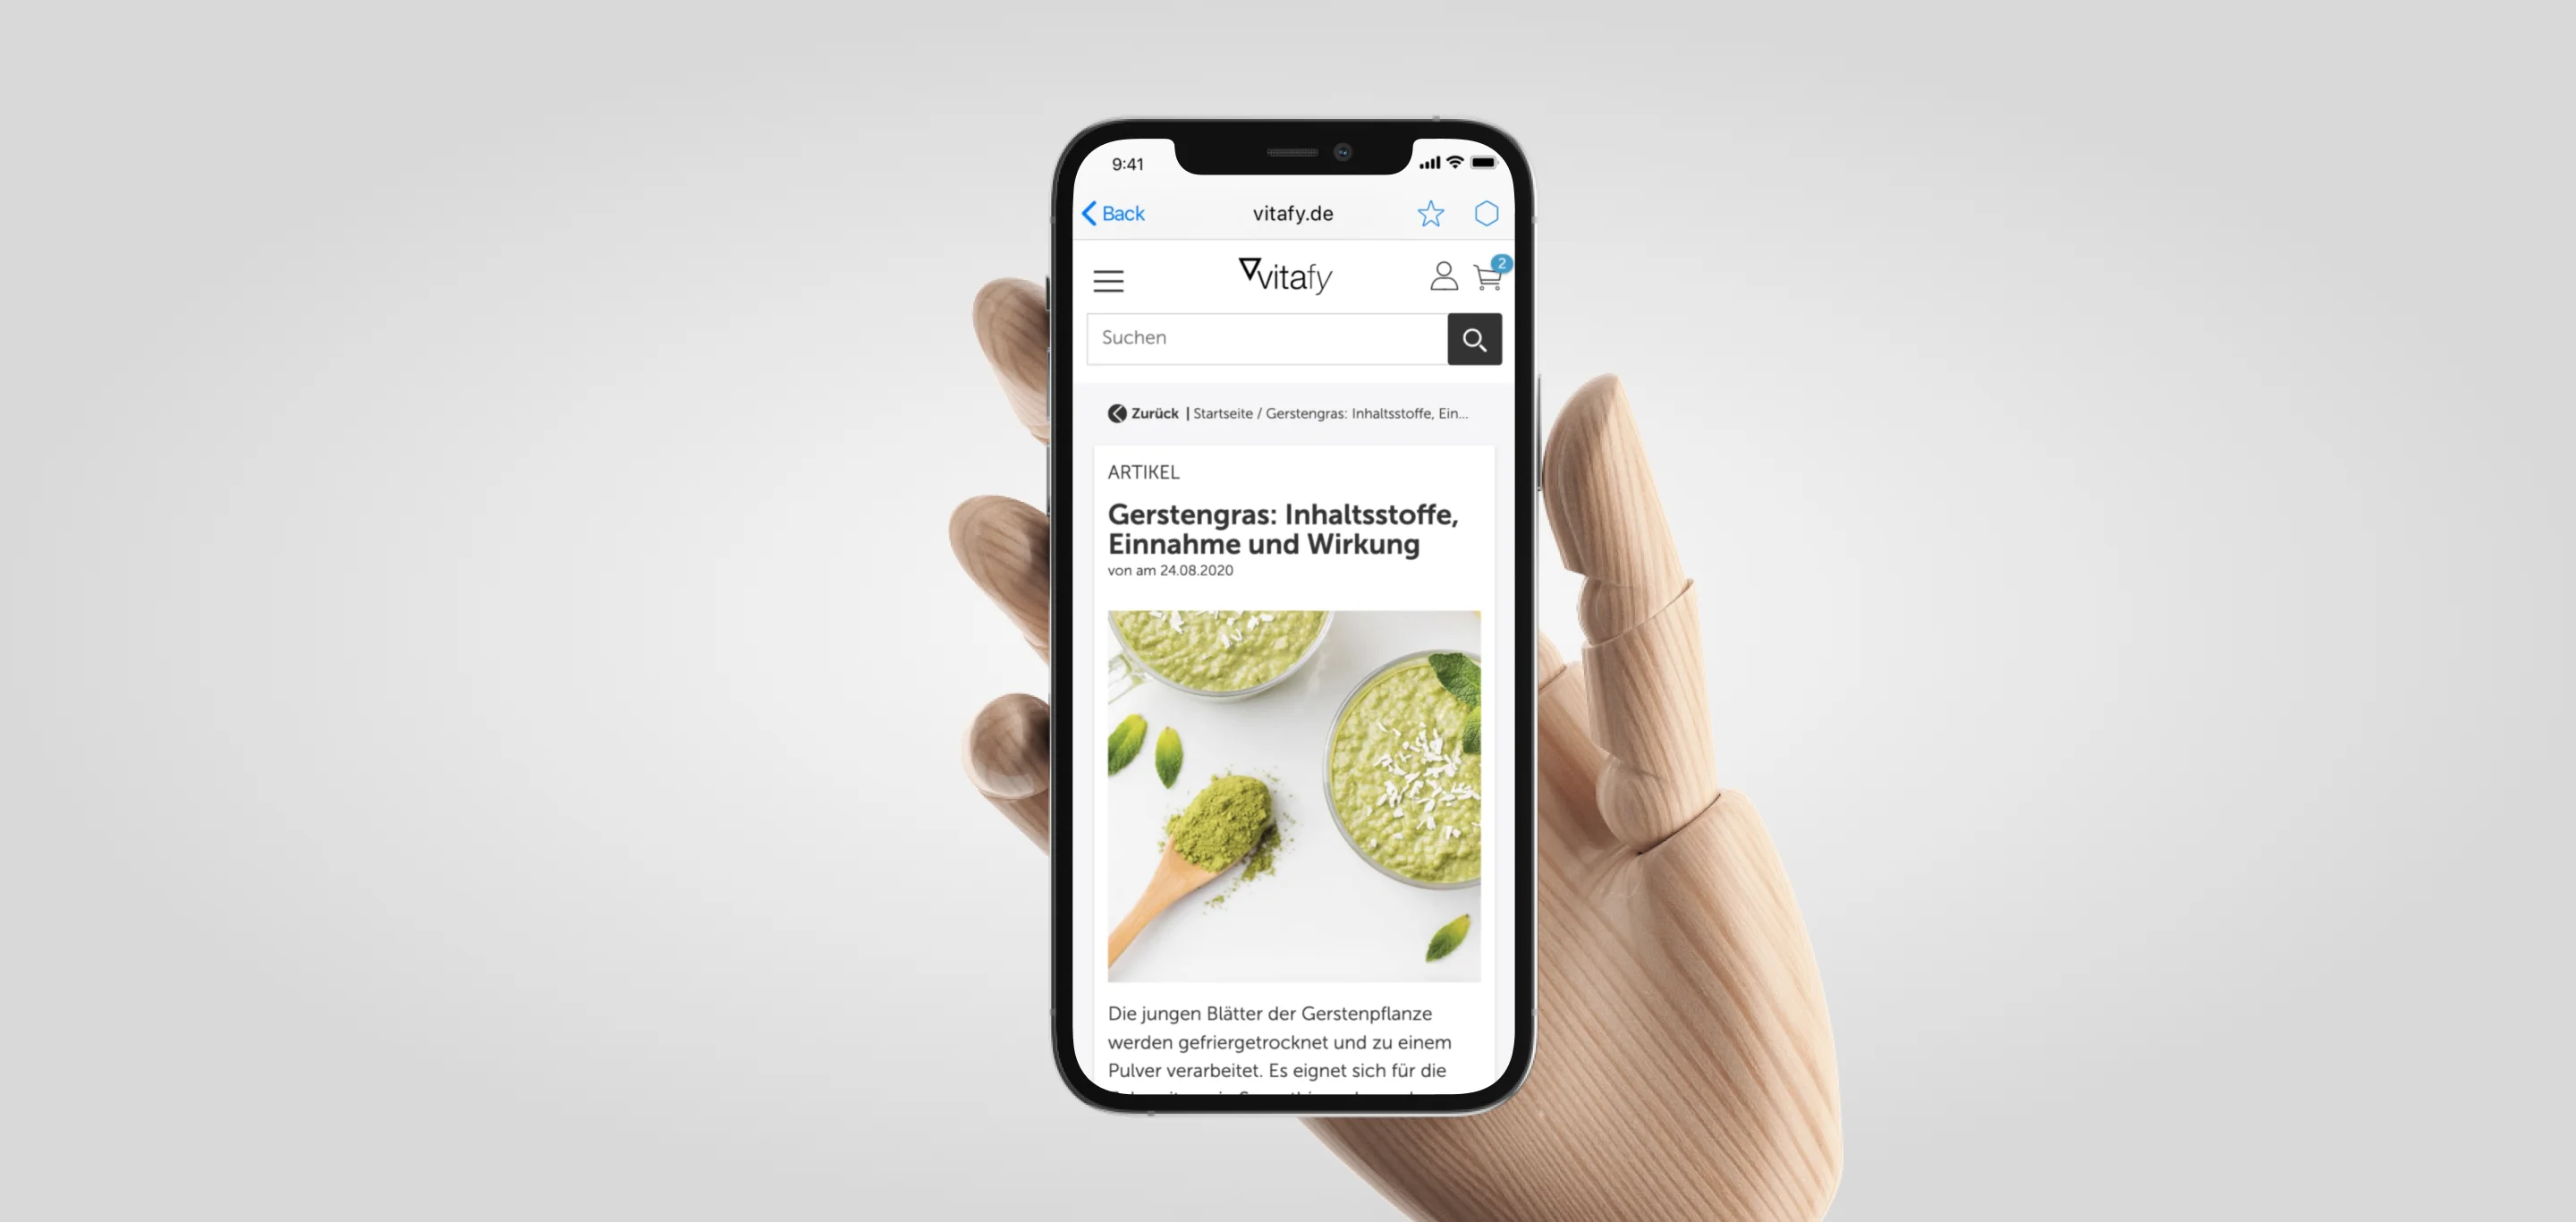 9:41
Back
vitafy.de
vitafy
2
Suchen
Zurück | Startseite / Gerstengras: Inhaltsstoffe, Ein...
ARTIKEL
Gerstengras: Inhaltsstoffe,
Einnahme und Wirkung
von am 24.08.2020
Die jungen Blätter der Gerstenpflanze
werden gefriergetrocknet und zu einem
Pulver verarbeitet. Es eignet sich für die